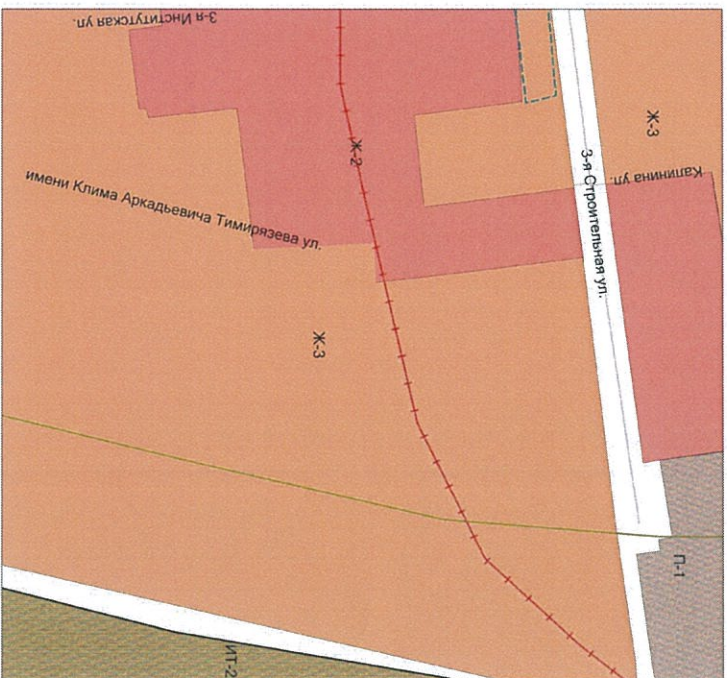 3-я Институтская ул.
Ж-3
Ж-2
Калинина ул.
3-я Строительная ул.
имени Клима Аркадьевича Тимирязева ул.
Ж-3
П-1
ИТ-2